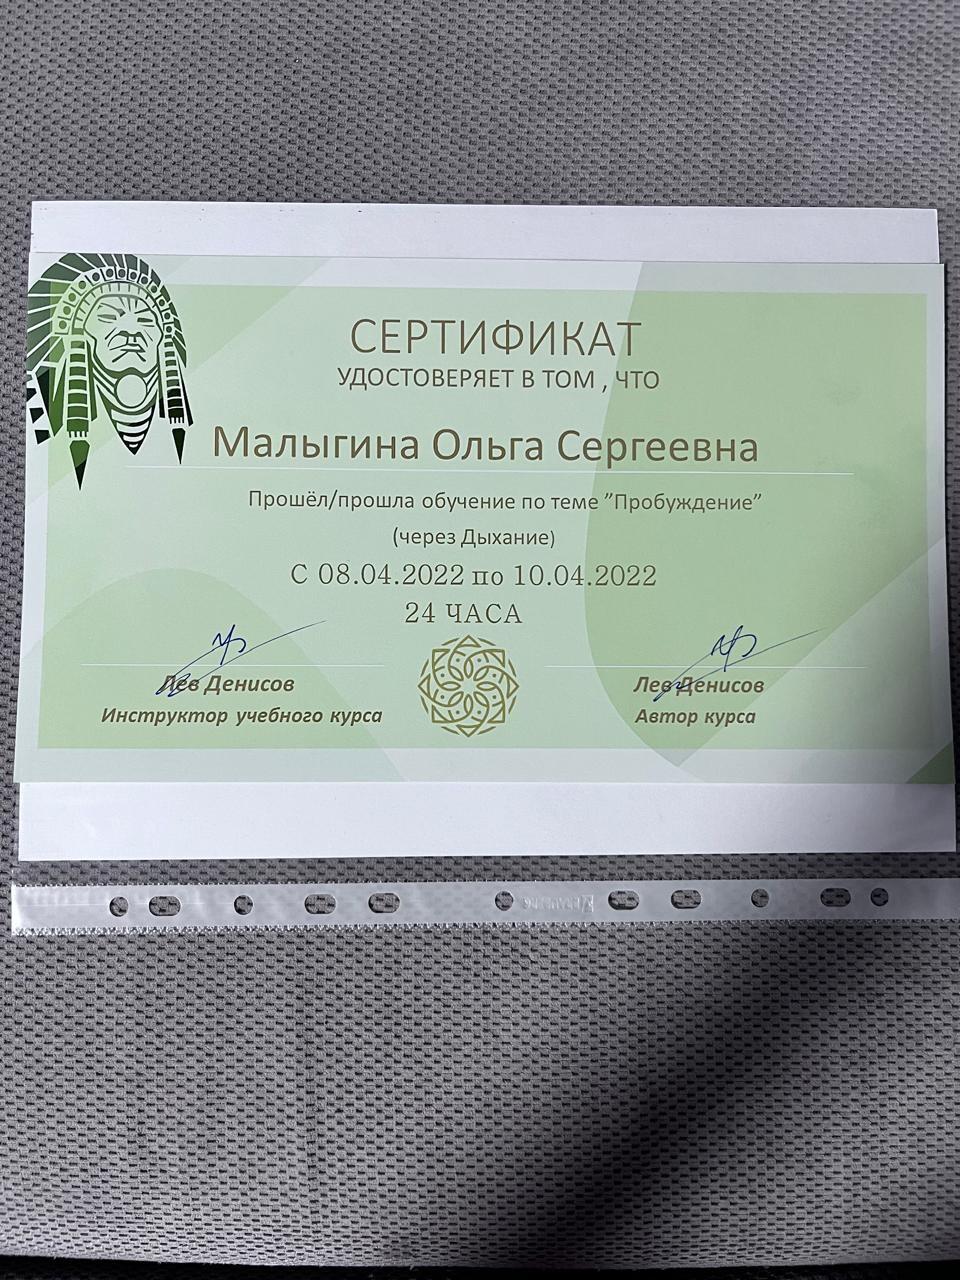 СЕРТИФИКАТ
УДОСТОВЕРЯЕТ В ТОМ , ЧТО
Малыгина Ольга Сергеевна
Прошёл/прошла обучение по теме ”Пробуждение”
(через Дыхание)
С 08.04.2022 по 10.04.2022
24 ЧАСА
Лев Денисов
Инструктор учебного курса
Лев Денисов
Автор курса